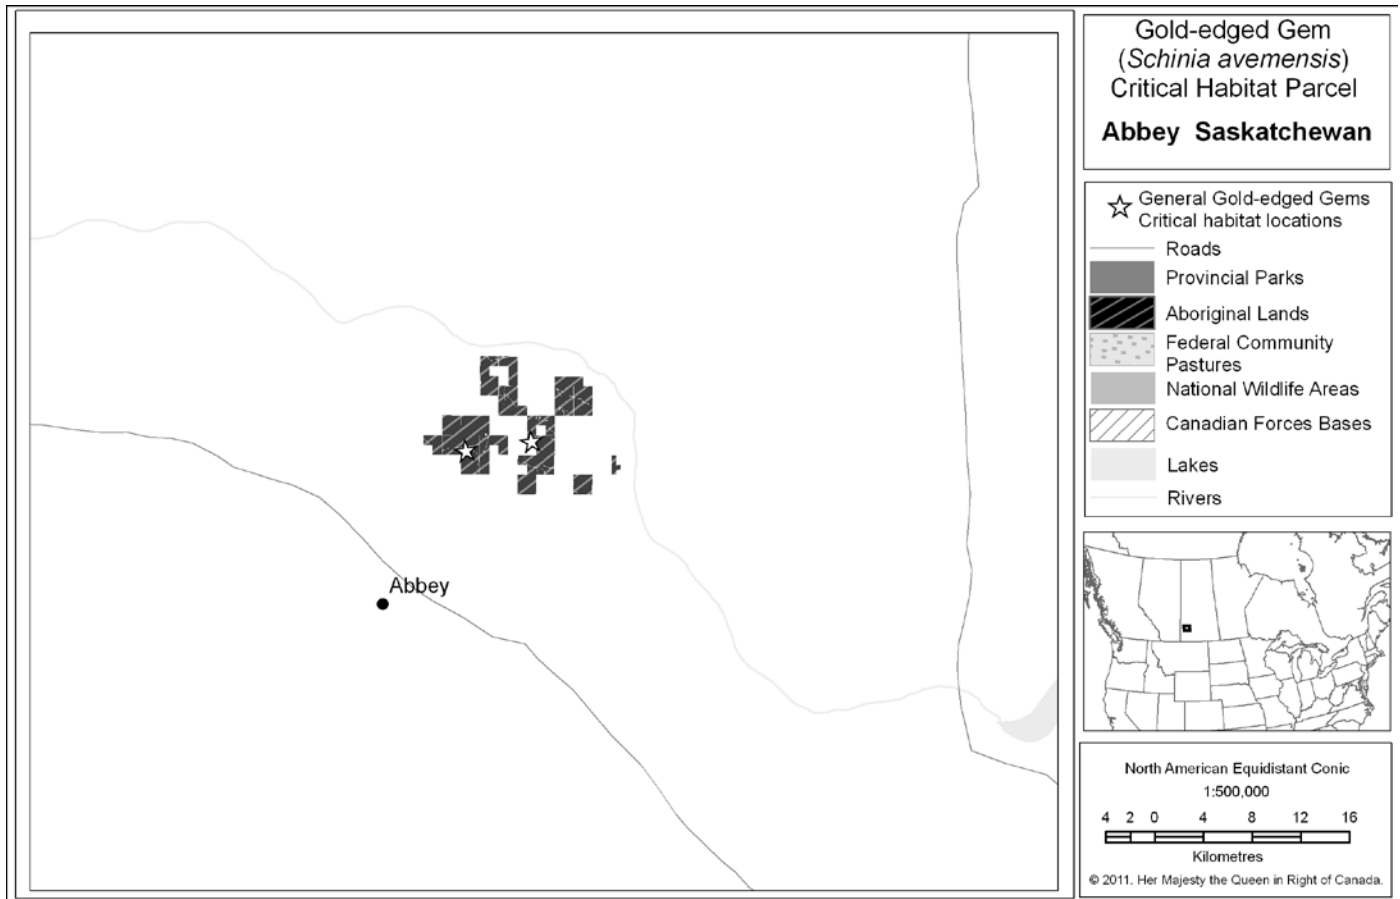 Gold-edged Gem
(Schinia avemensis)
Critical Habitat Parcel
Abbey Saskatchewan
General Gold-edged Gems
Critical habitat locations
Roads
Provincial Parks
Aboriginal Lands
Federal Community
Pastures
National Wildlife Areas
Canadian Forces Bases
Lakes
Rivers
Abbey
North American Equidistant Conic
1:500,000
4 2 0 4 8 12 16
Kilometres
© 2011. Her Majesty the Queen in Right of Canada.